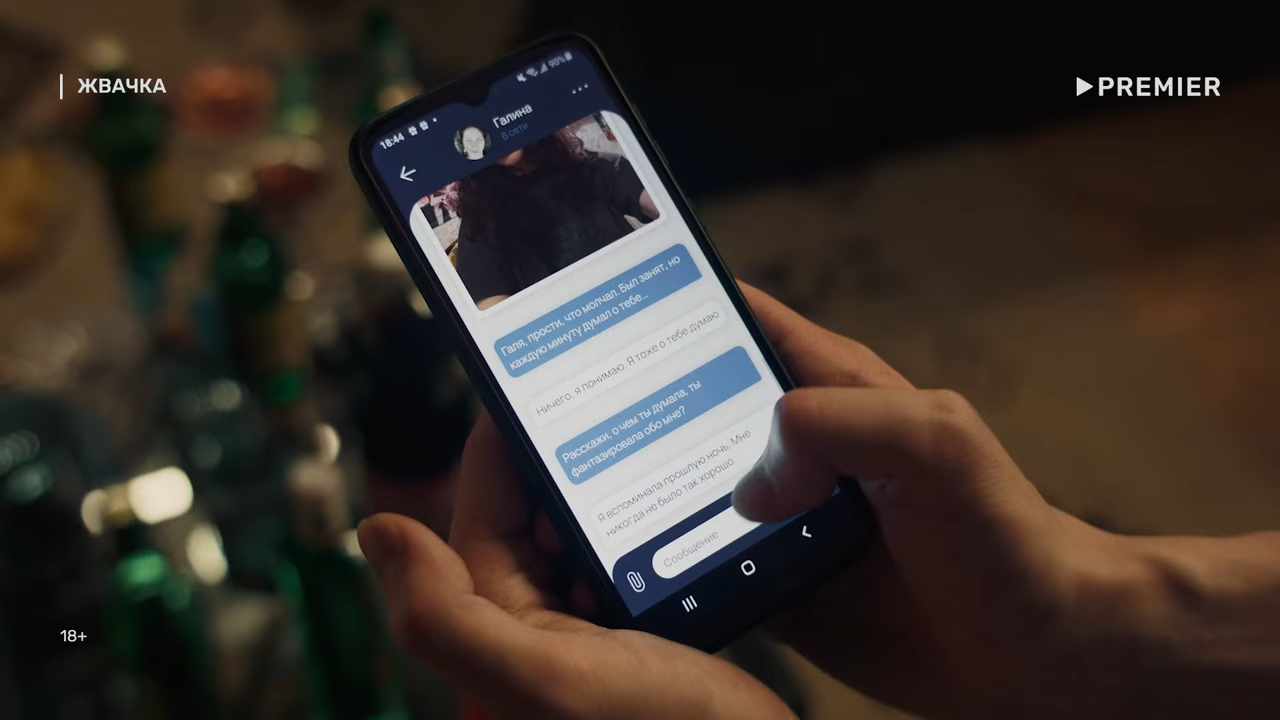 ЖВАЧКА
PREMIER
18:44
90%
Галина
В сети
Галя, прости, что молчал. Был занят, но
каждую минуту думал о тебе...
Ничего, я понимаю. Я тоже о тебе думаю
Расскажи, о чем ты думала, ты
фантазировала обо мне?
Я вспоминала прошлую ночь. Мне
никогда не было так хорошо
Сообщение
18+